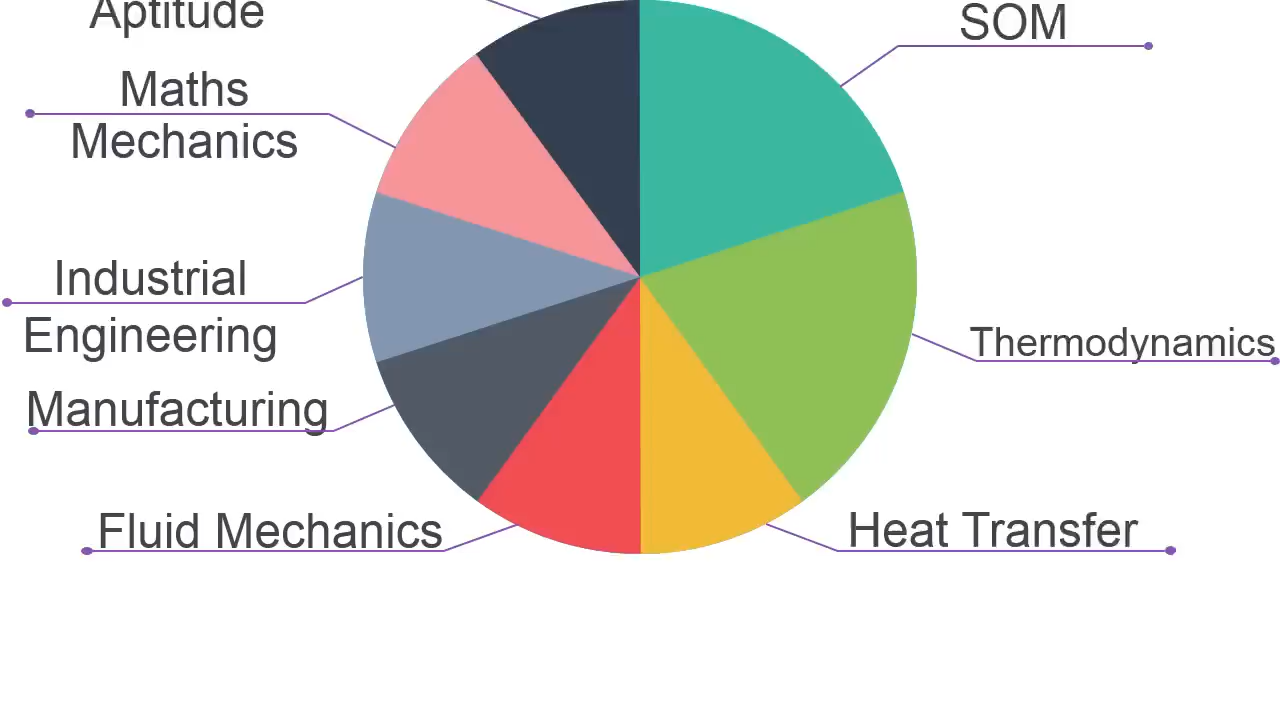 Aptitude
SOM
Maths
Mechanics
Industrial
Engineering
Thermodynamics
Manufacturing
Fluid Mechanics
Heat Transfer